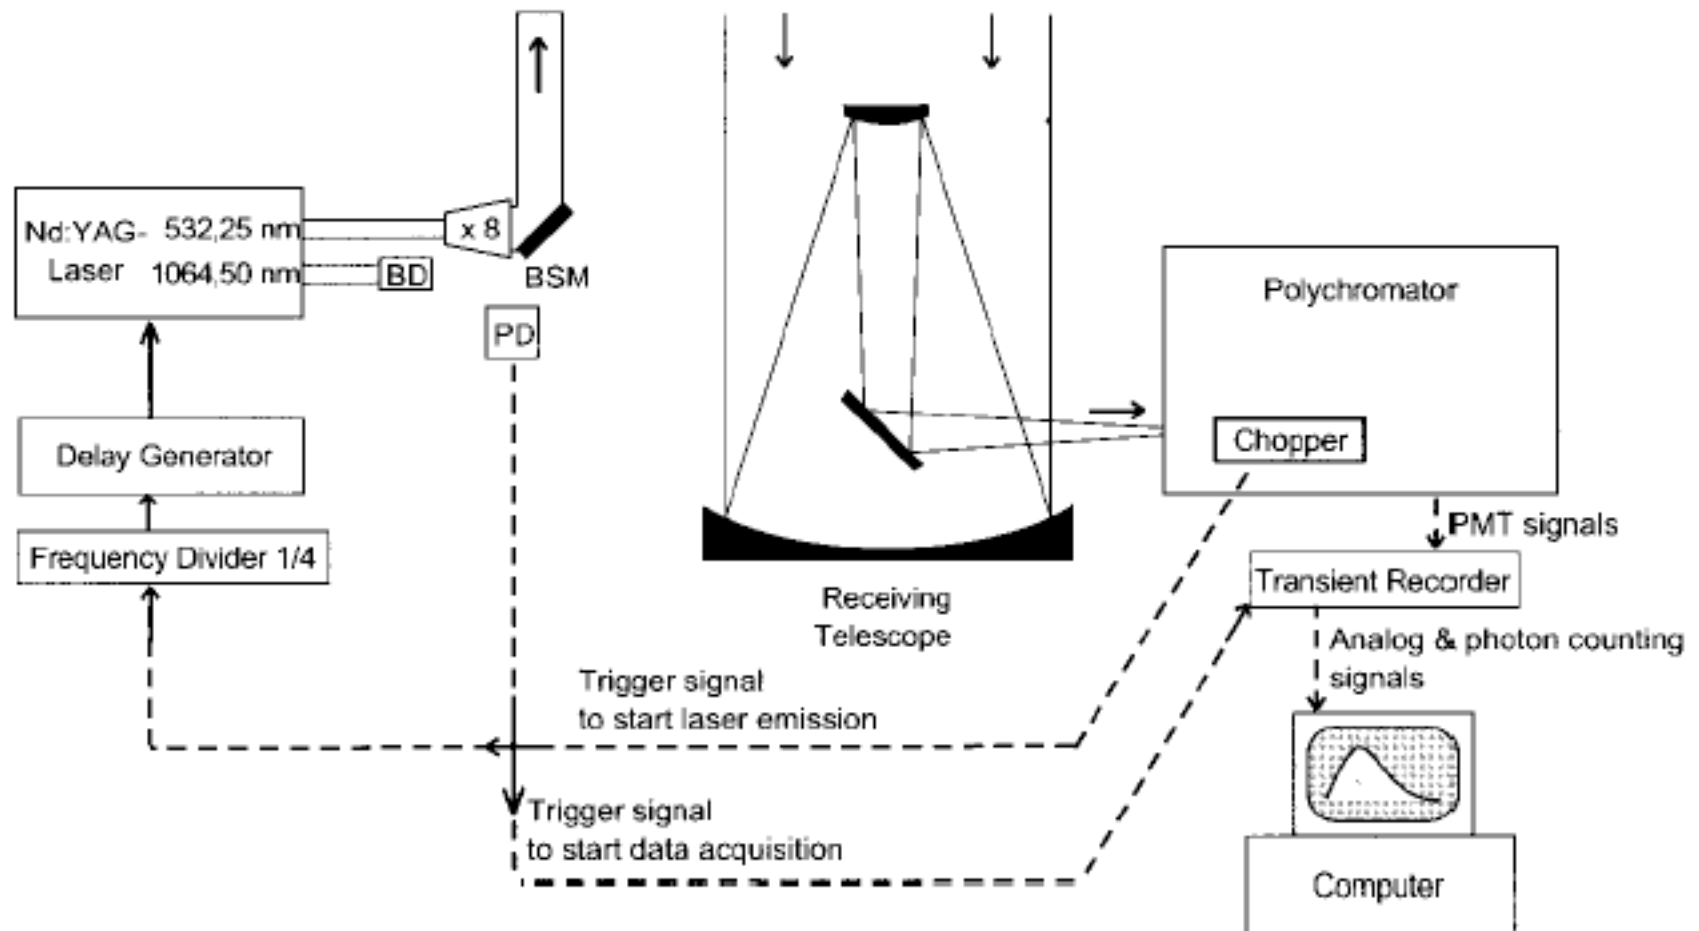 Nd:YAG- 532,25 nm
Laser 1064,50 nm
x 8
BD
BSM
PD
Delay Generator
Frequency Divider 1/4
Receiving
Telescope
Polychromator
Chopper
PMT signals
Transient Recorder
Analog & photon counting
signals
Trigger signal
to start laser emission
Trigger signal
to start data acquisition
Computer